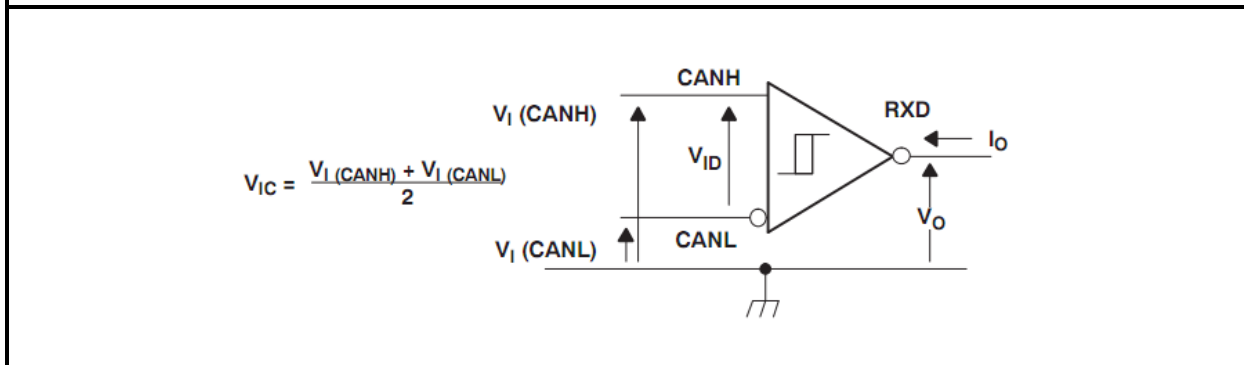 CANH
V_I (CANH)
RXD
I_O
V_ID
V_IC = V_I (CANH) + V_I (CANL)
2
V_O
CANL
V_I (CANL)